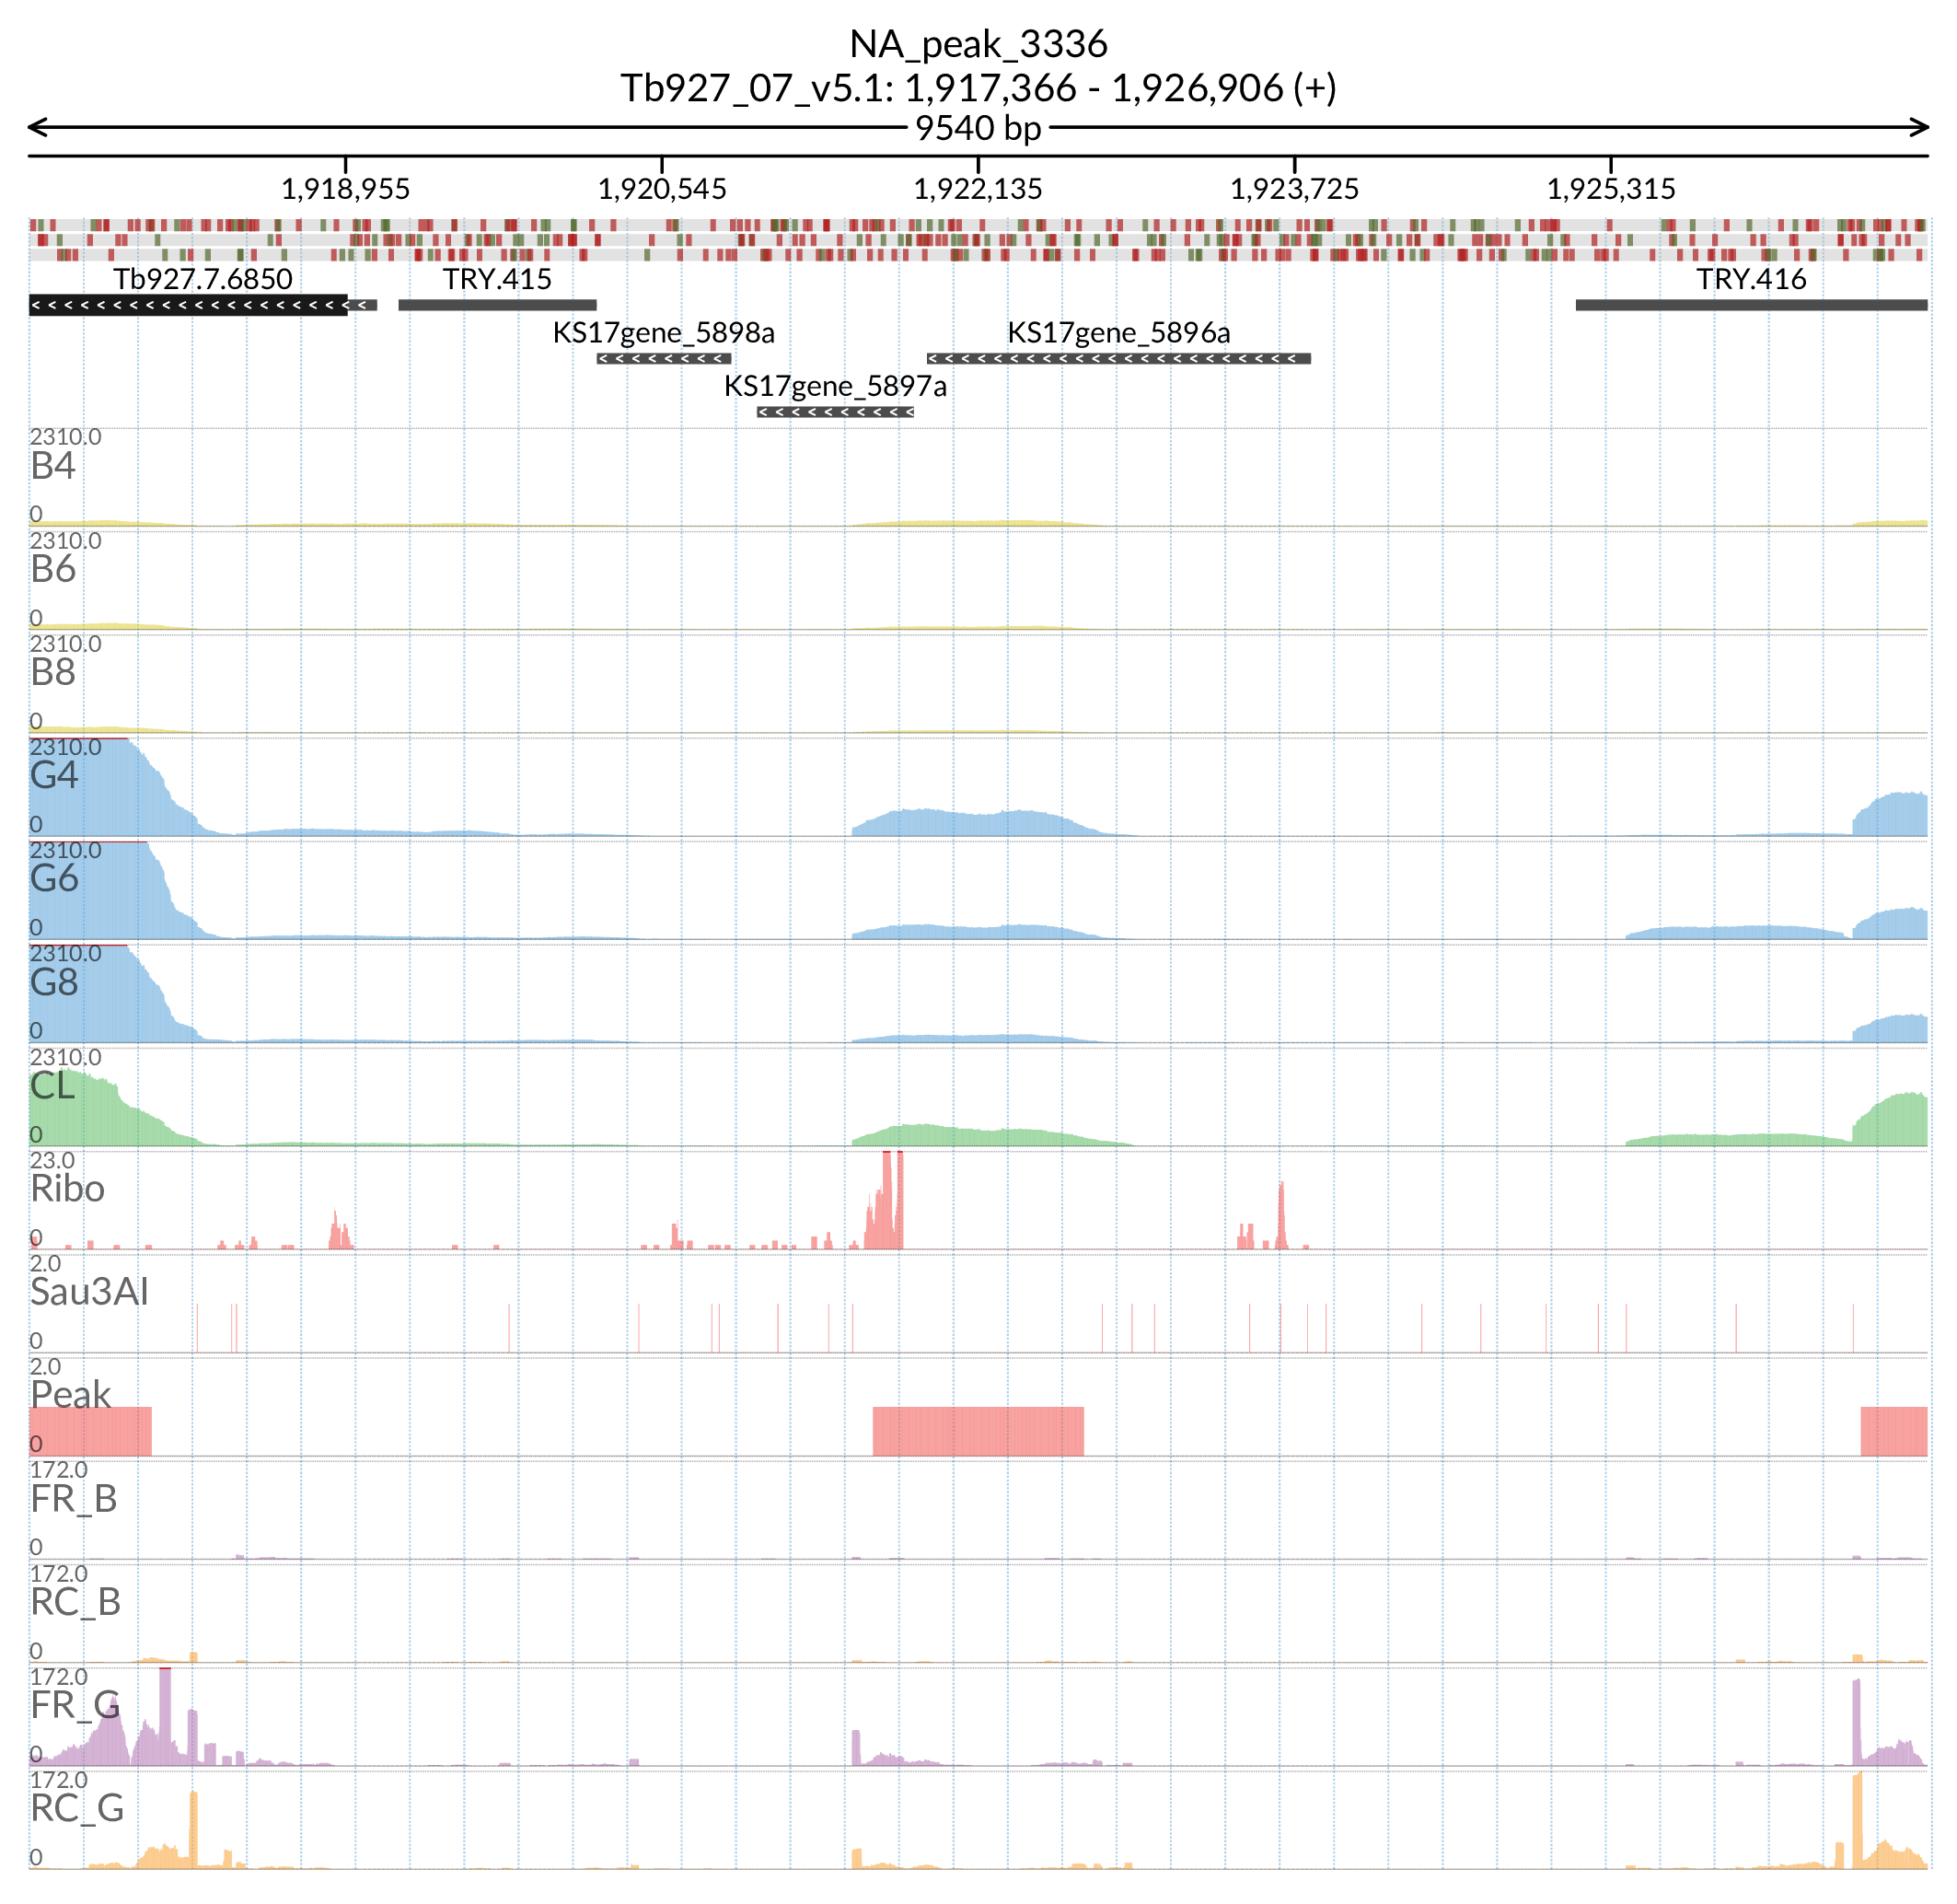 NA_peak_3336
Tb927_07_v5.1: 1,917,366 - 1,926,906 (+)
9540 bp
1,918,955 1,920,545 1,922,135 1,923,725 1,925,315
Tb927.7.6850 TRY.415 TRY.416
KS17gene_5898a KS17gene_5896a
KS17gene_5897a
2310.0
B4
0
2310.0
B6
0
2310.0
B8
0
2310.0
G4
0
2310.0
G6
0
2310.0
G8
0
2310.0
CL
0
23.0
Ribo
0
2.0
Sau3AI
0
2.0
Peak
0
172.0
FR_B
0
172.0
RC_B
0
172.0
FR_G
0
172.0
RC_G
0